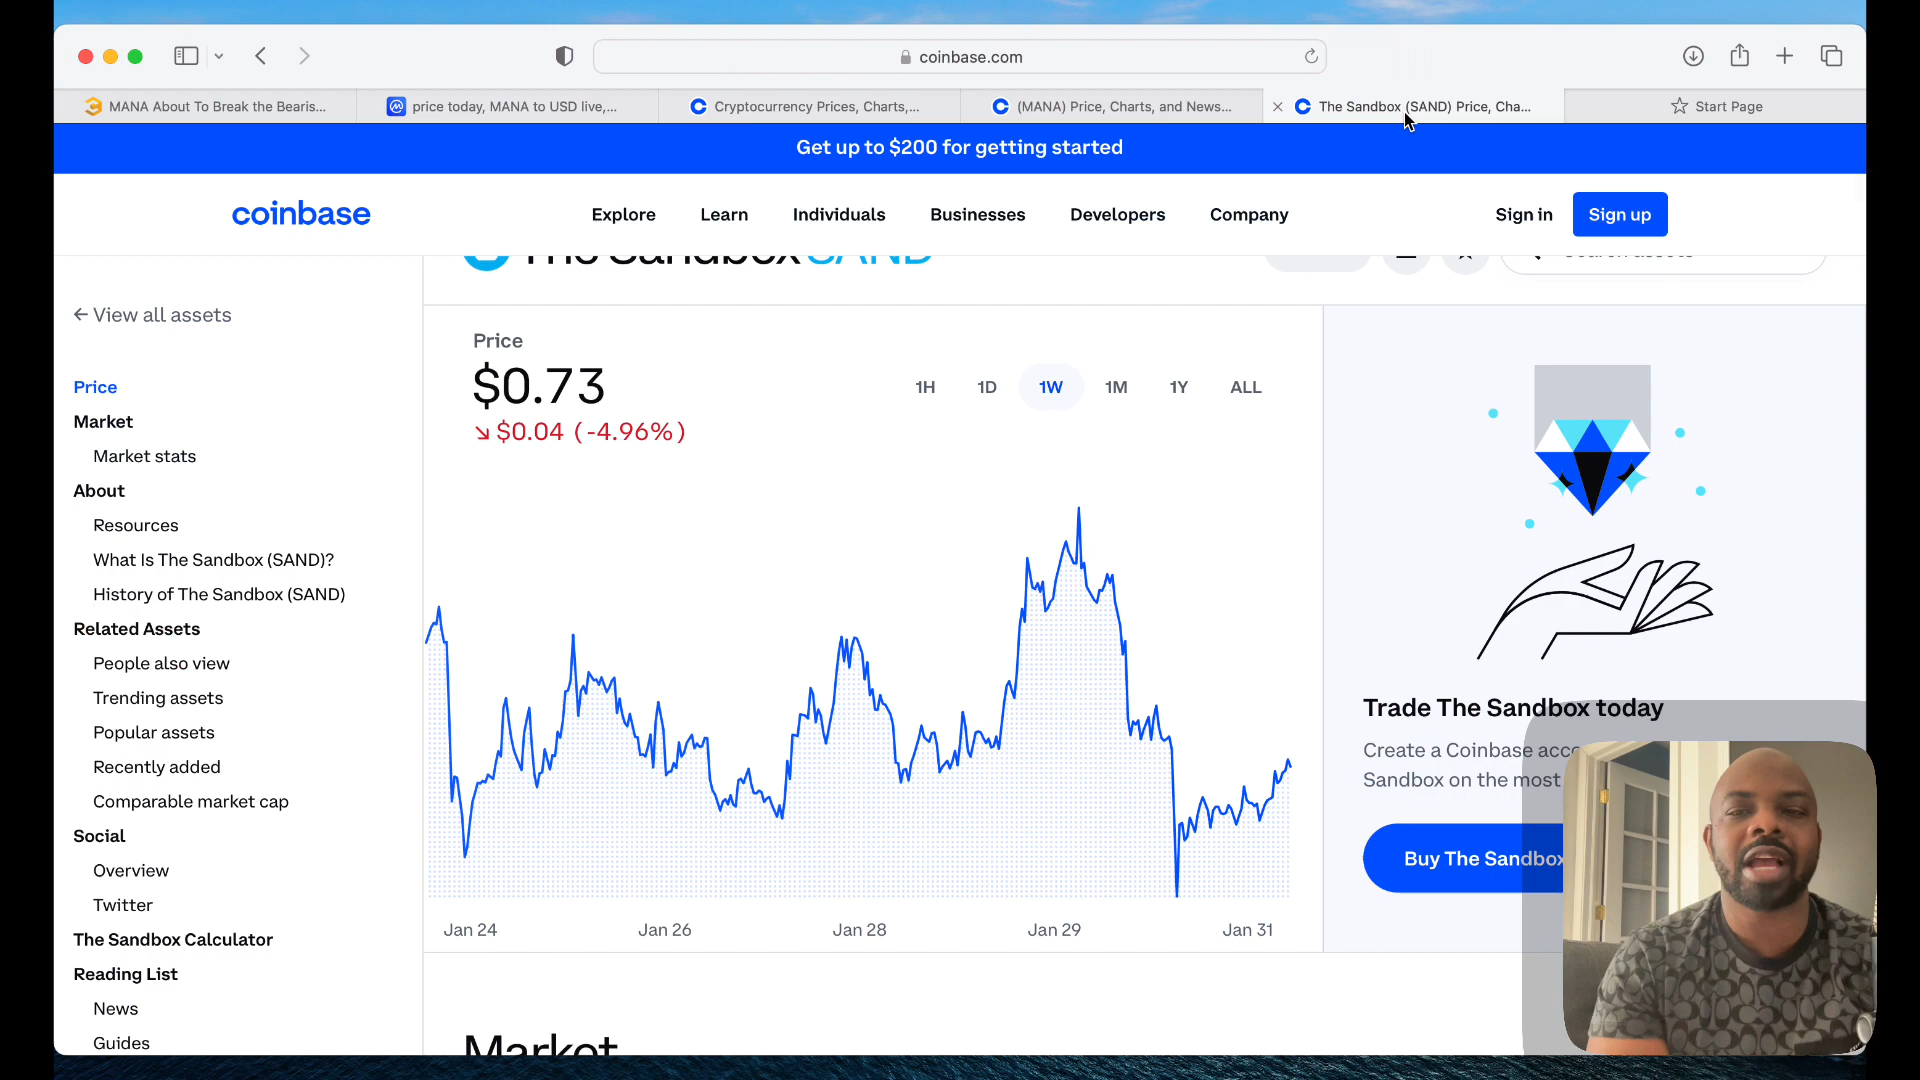 coinbase.com
MANA About To Break the Bearis...
price today, MANA to USD live,...
Cryptocurrency Prices, Charts,...
(MANA) Price, Charts, and News...
The Sandbox (SAND) Price, Cha...
Start Page
Get up to $200 for getting started
coinbase
Explore
Learn
Individuals
Businesses
Developers
Company
Sign in
Sign up
The Sandbox SAND
Search assets
← View all assets
Price
Market
Market stats
About
Resources
What Is The Sandbox (SAND)?
History of The Sandbox (SAND)
Related Assets
People also view
Trending assets
Popular assets
Recently added
Comparable market cap
Social
Overview
Twitter
The Sandbox Calculator
Reading List
News
Guides
Price
$0.73
↘ $0.04 (-4.96%)
1H
1D
1W
1M
1Y
ALL
Jan 24
Jan 26
Jan 28
Jan 29
Jan 31
Market
Trade The Sandbox today
Create a Coinbase acco
Sandbox on the most
Buy The Sandbox